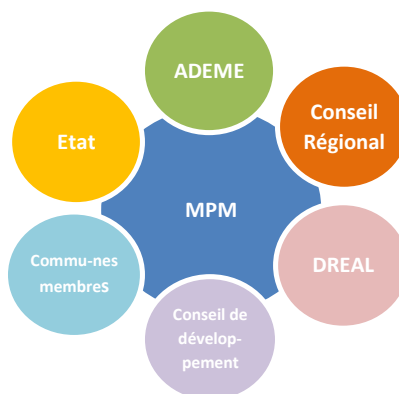 ADEME
Conseil
Régional
Etat
MPM
Commu-nes
membres
DREAL
Conseil de
dévelop-
pement